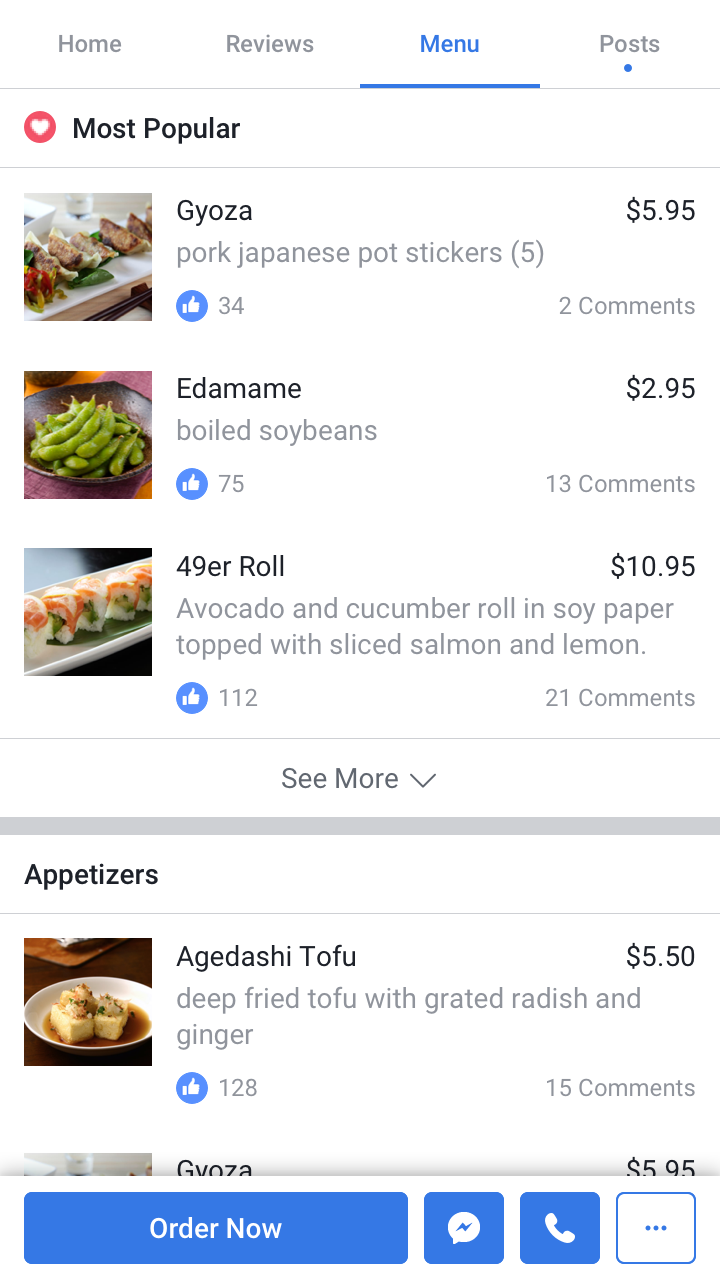 Home Reviews Menu Posts
Most Popular
Gyoza $5.95
pork japanese pot stickers (5)
34 2 Comments
Edamame $2.95
boiled soybeans
75 13 Comments
49er Roll $10.95
Avocado and cucumber roll in soy paper
topped with sliced salmon and lemon.
112 21 Comments
See More
Appetizers
Agedashi Tofu $5.50
deep fried tofu with grated radish and
ginger
128 15 Comments
Gyoza $5.95
Order Now